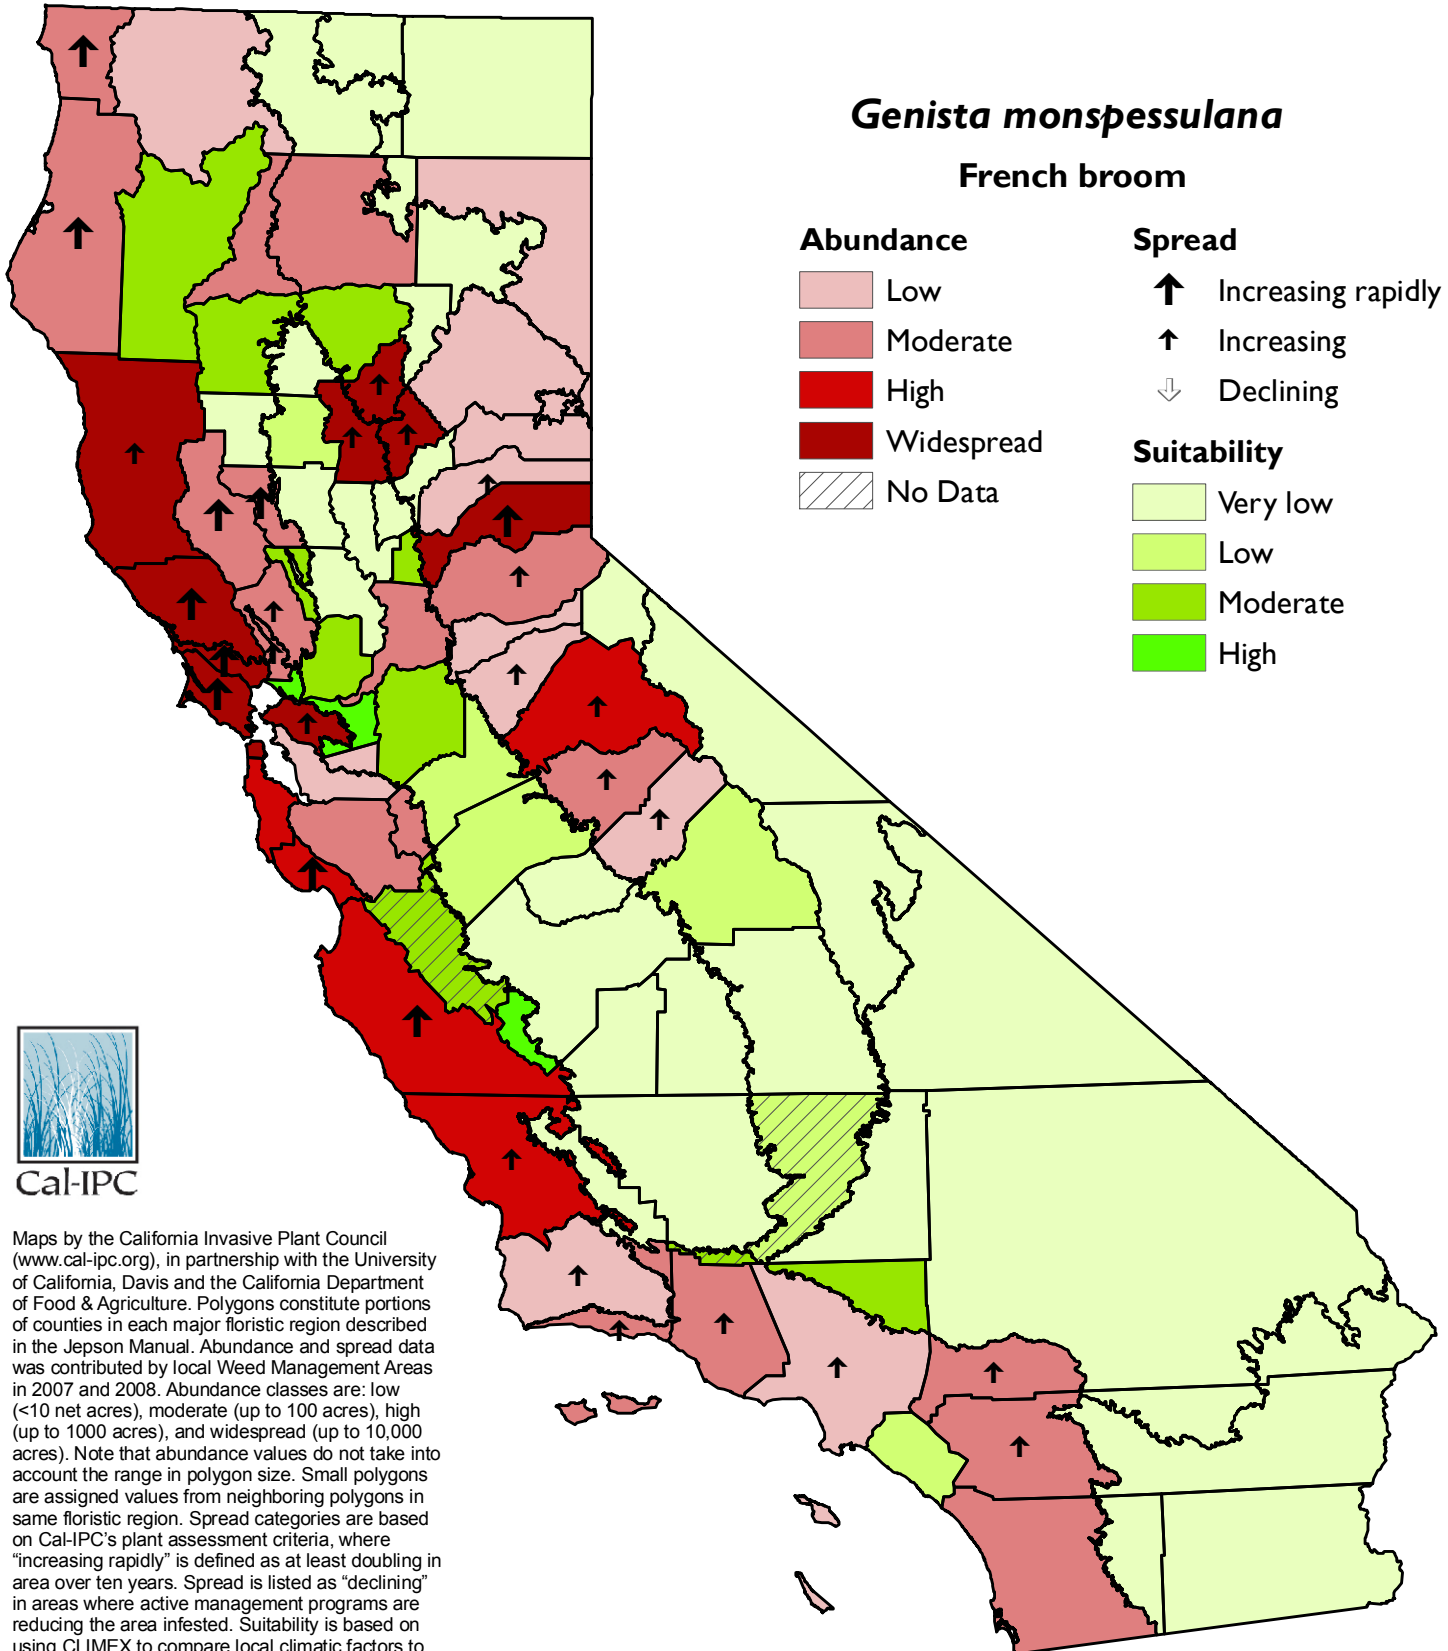 Genista monspessulana
French broom
Abundance
Low
Moderate
High
Widespread
No Data
Spread
Increasing rapidly
Increasing
Declining
Suitability
Very low
Low
Moderate
High
Cal-IPC
Maps by the California Invasive Plant Council
(www.cal-ipc.org), in partnership with the University
of California, Davis and the California Department
of Food & Agriculture. Polygons constitute portions
of counties in each major floristic region described
in the Jepson Manual. Abundance and spread data
was contributed by local Weed Management Areas
in 2007 and 2008. Abundance classes are: low
(<10 net acres), moderate (up to 100 acres), high
(up to 1000 acres), and widespread (up to 10,000
acres). Note that abundance values do not take into
account the range in polygon size. Small polygons
are assigned values from neighboring polygons in
same floristic region. Spread categories are based
on Cal-IPC's plant assessment criteria, where
“increasing rapidly” is defined as at least doubling in
area over ten years. Spread is listed as “declining”
in areas where active management programs are
reducing the area infested. Suitability is based on
using CLIMEX to compare local climatic factors to